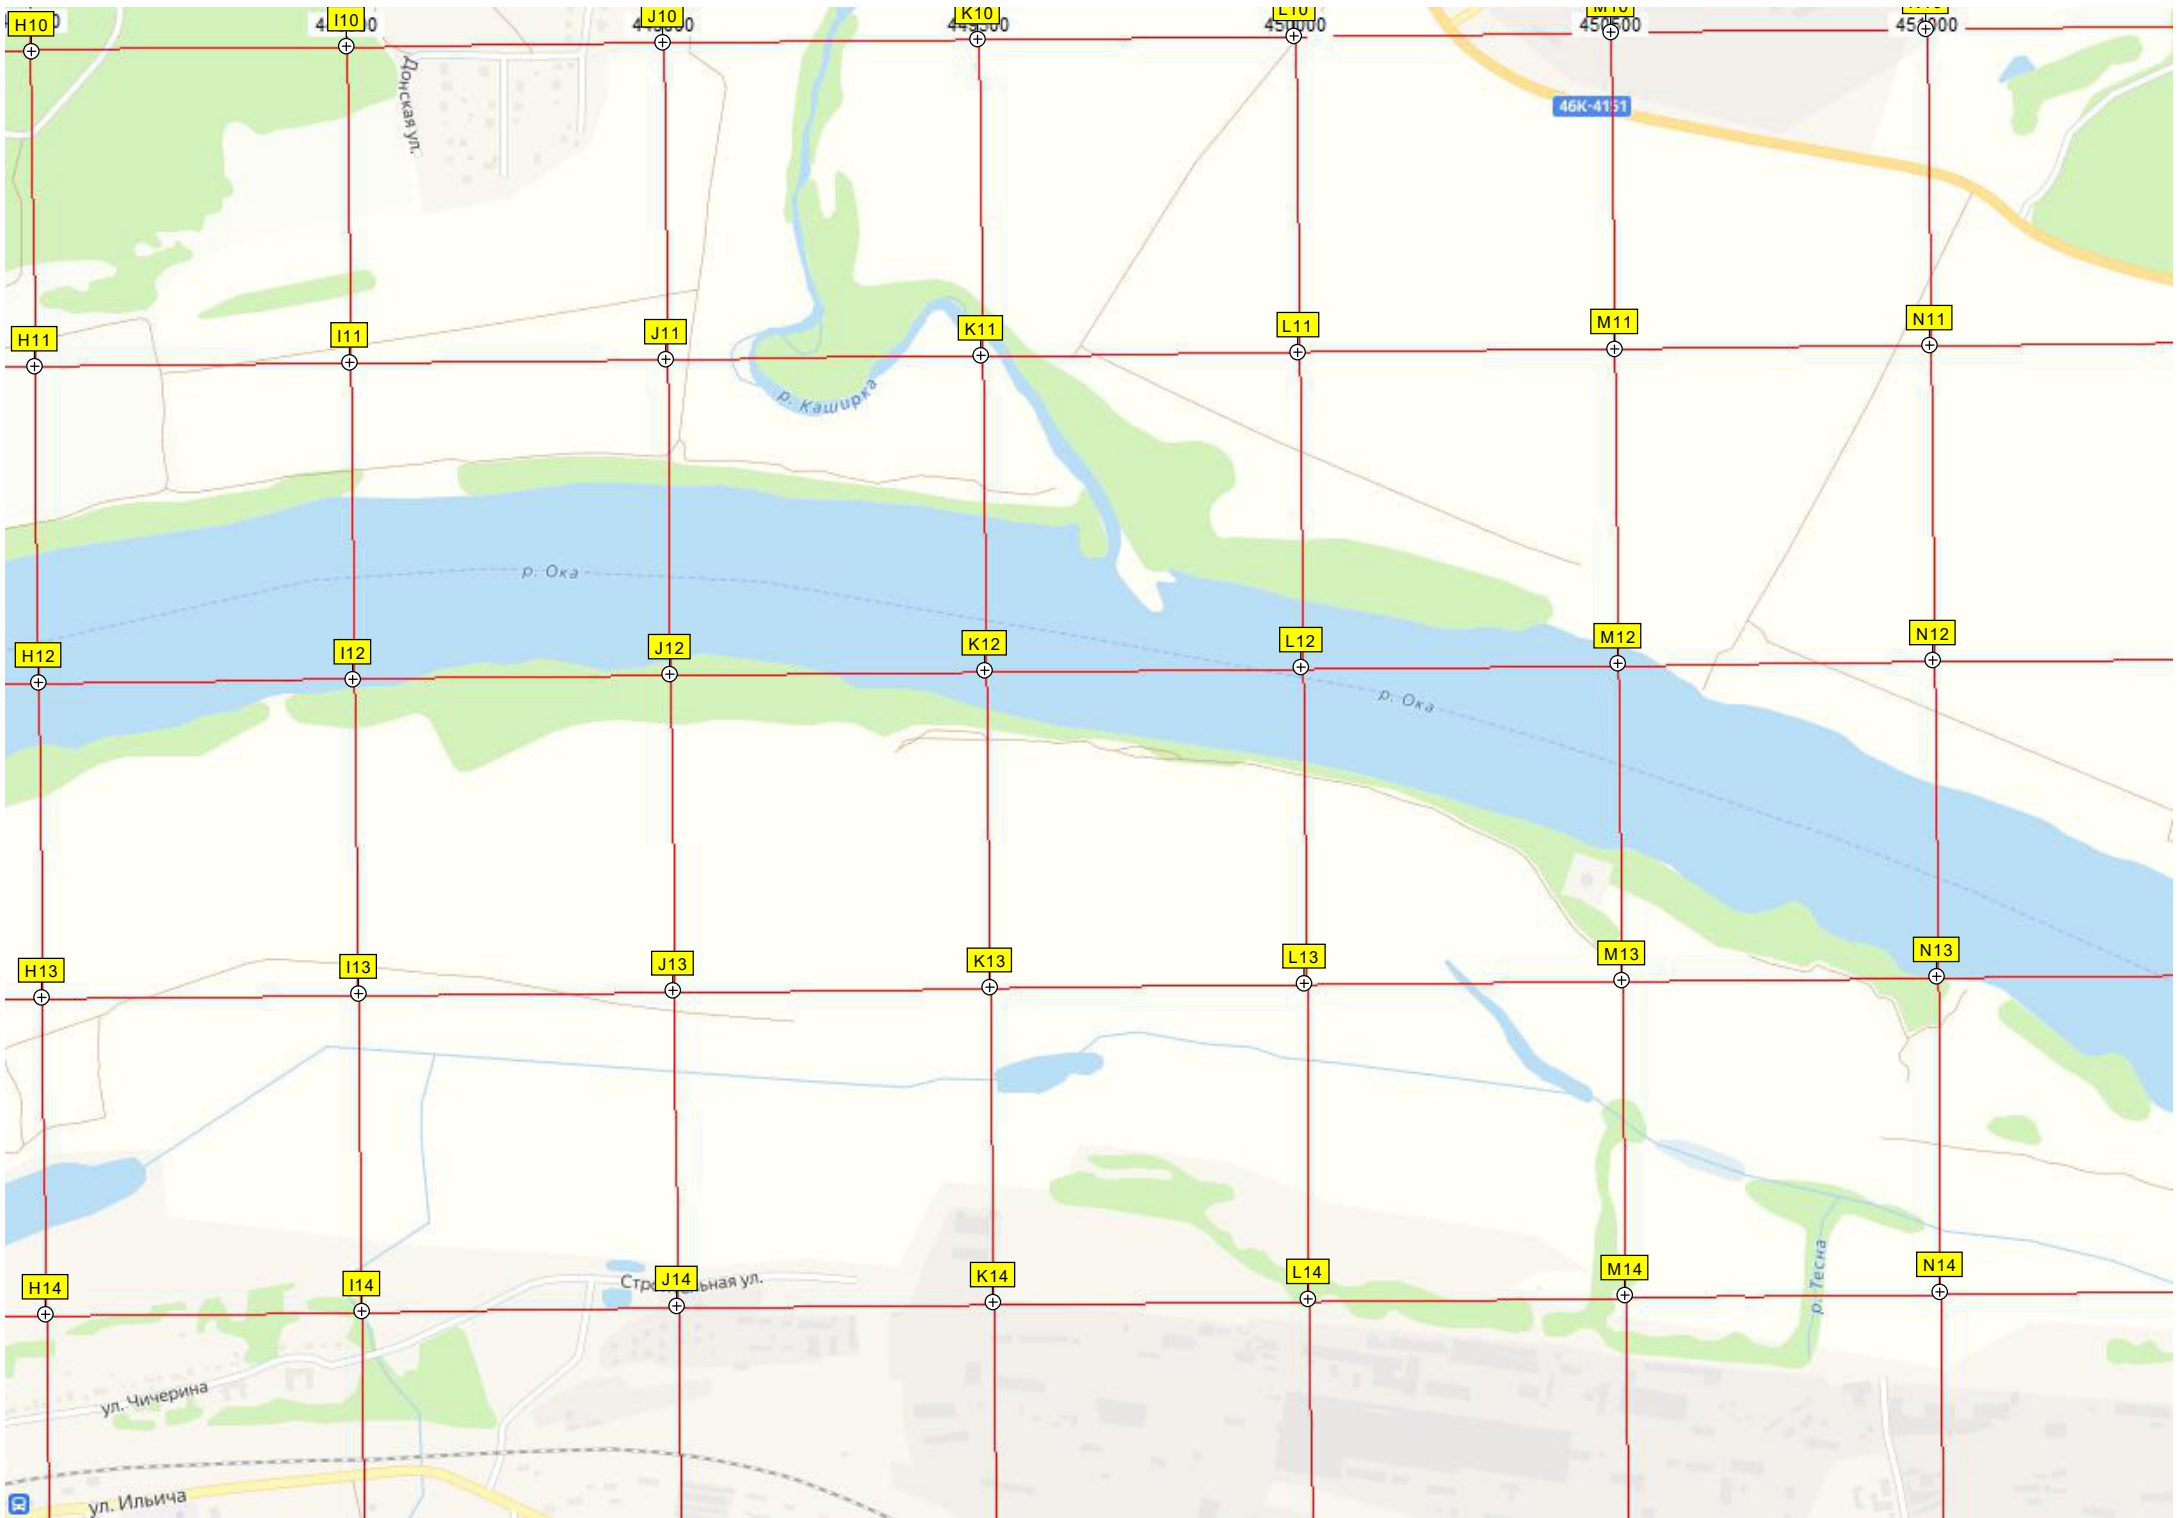 H10 I10 J10 K10 L10 M10
450000
Донская ул.
46К-4151
H11 I11 J11 K11 L11 M11 N11
р. Каширка
р. Ока
H12 I12 J12 K12 L12 M12 N12
р. Ока
H13 I13 J13 K13 L13 M13 N13
р. Тесна
H14 I14 J14 K14 L14 M14 N14
ул. Чичерина
ул. Ильича